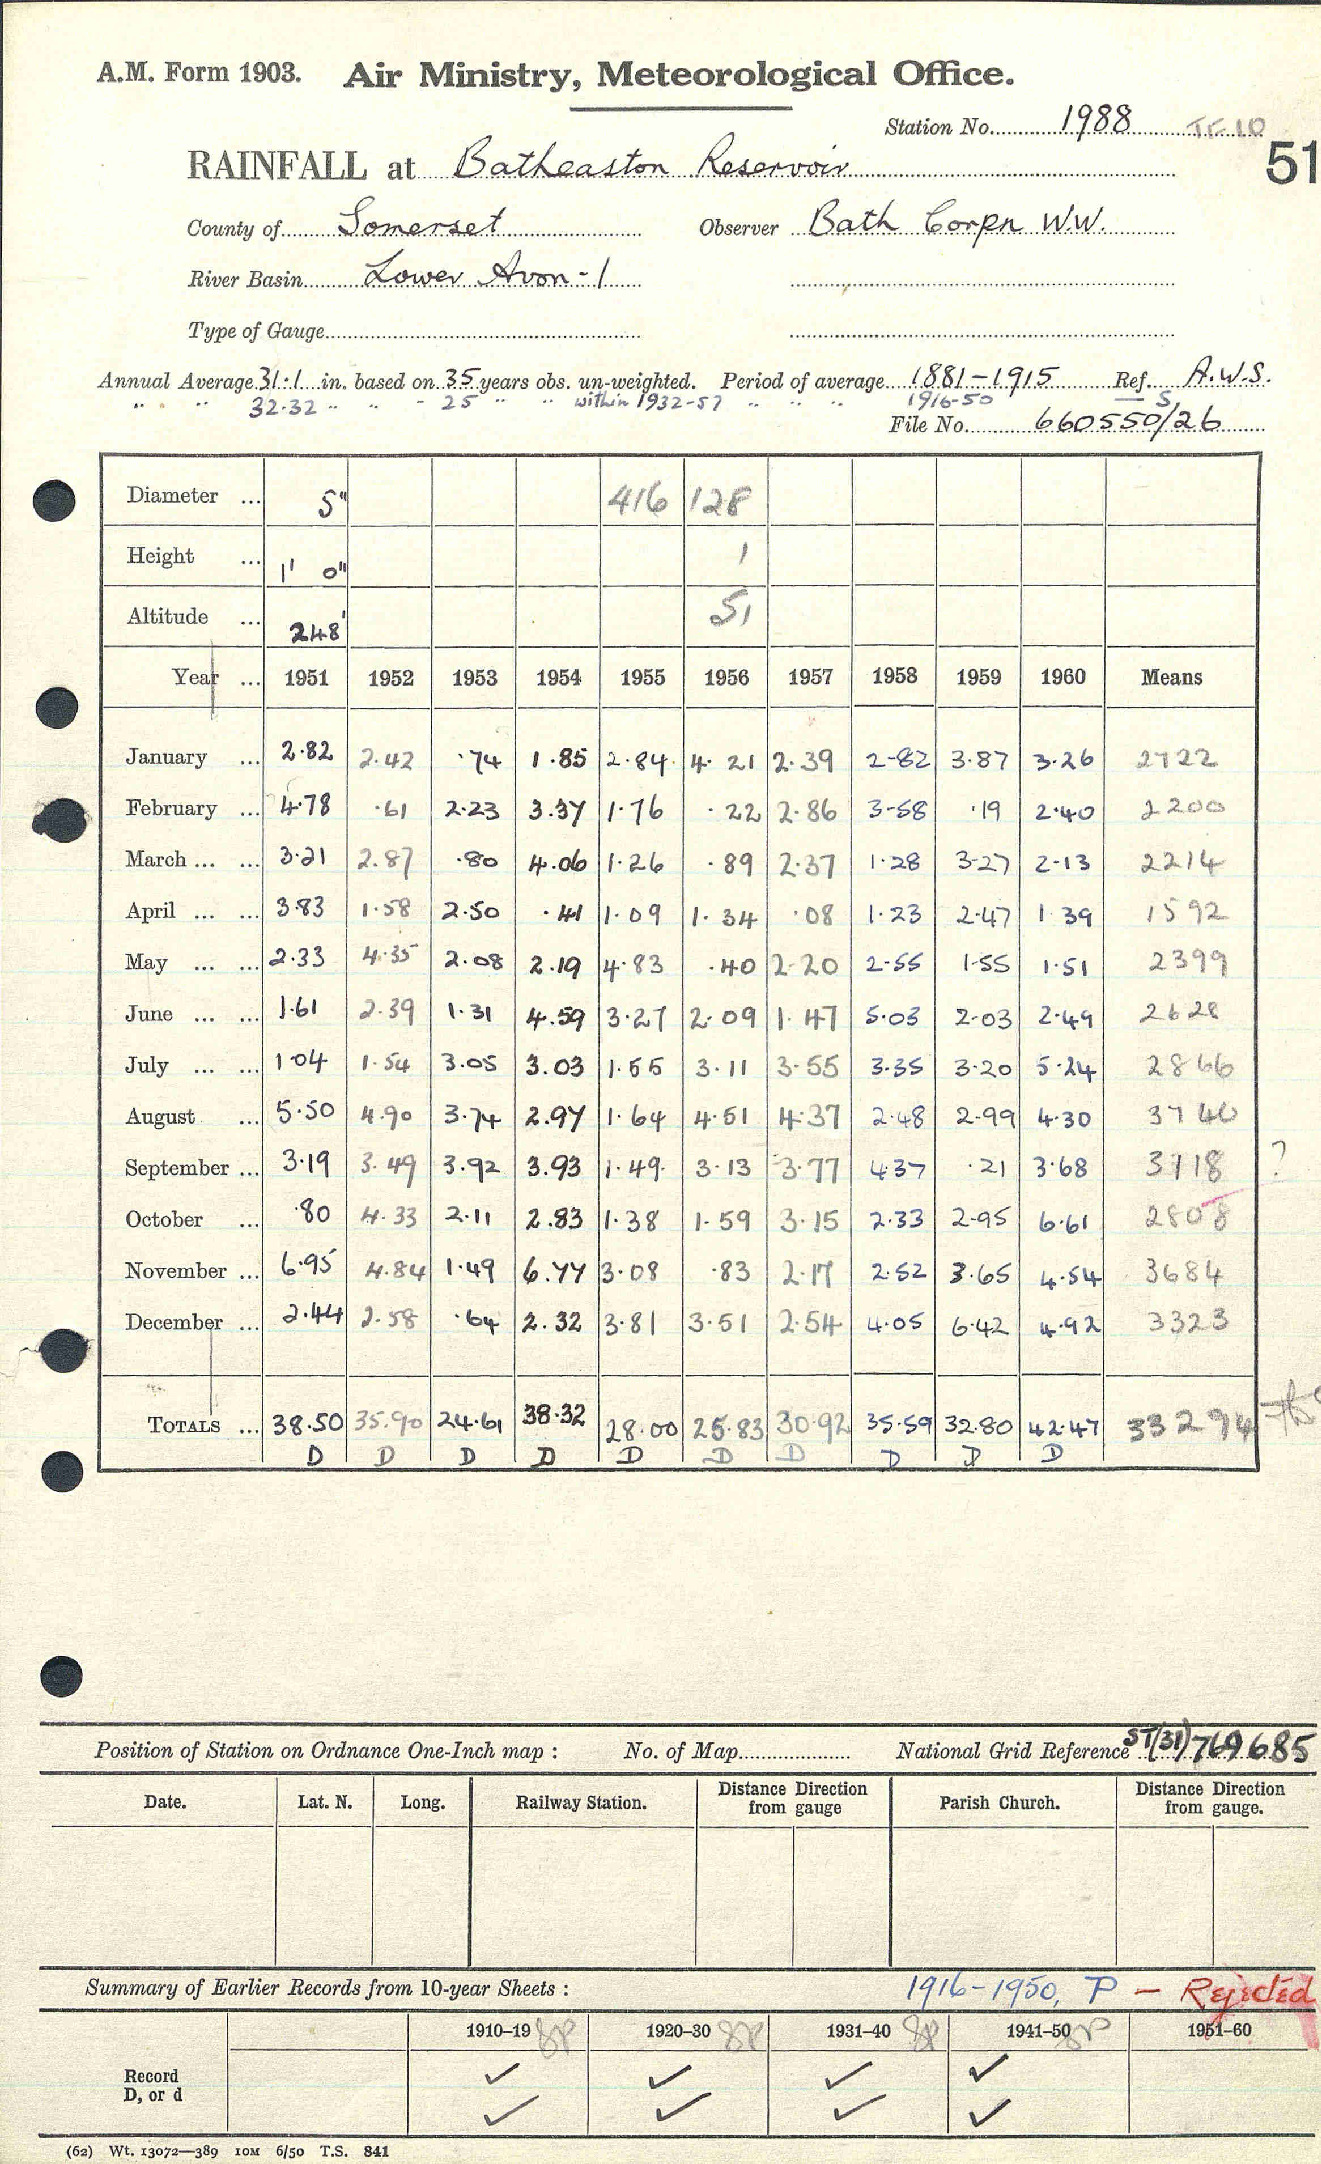 A.M. Form 1903. Air Ministry, Meteorological Office.
Station No. 1988 TF 10
51
RAINFALL at Batheaston Reservoir
County of Somerset Observer Bath Corpn W.W.
River Basin Lower Avon - 1
Type of Gauge
Annual Average 31·1 in. based on 35 years obs. un-weighted. Period of average 1881-1915 Ref. A.W.S.
" " 32·32 " " - 25 " " within 1932-57 " " " 1916-50 — S,
File No. 660550/26
Diameter ... 5" 416 128
Height ... 1' 0" 1
Altitude ... 248' 51
Year ... 1951 1952 1953 1954 1955 1956 1957 1958 1959 1960 Means
January ... 2·82 2·42 ·74 1·85 2·84 4·21 2·39 2·82 3·87 3·26 2722
February ... 4·78 ·61 2·23 3·37 1·76 ·22 2·86 3·58 ·19 2·40 2200
March ... ... 3·21 2·87 ·80 4·06 1·26 ·89 2·37 1·28 3·27 2·13 2214
April ... ... 3·83 1·58 2·50 ·41 1·09 1·34 ·08 1·23 2·47 1·39 1592
May ... ... 2·33 4·35 2·08 2·19 4·83 ·40 2·20 2·55 1·55 1·51 2399
June ... ... 1·61 2·39 1·31 4·59 3·27 2·09 1·47 5·03 2·03 2·49 2628
July ... ... 1·04 1·54 3·05 3·03 1·55 3·11 3·55 3·35 3·20 5·24 2866
August ... 5·50 4·90 3·74 2·97 1·64 4·51 4·37 2·48 2·99 4·30 3740
September ... 3·19 3·49 3·92 3·93 1·49 3·13 3·77 4·37 ·21 3·68 3118 ?
October ... ·80 4·33 2·11 2·83 1·38 1·59 3·15 2·33 2·95 6·61 2808
November ... 6·95 4·84 1·49 6·77 3·08 ·83 2·17 2·52 3·65 4·54 3684
December ... 2·44 2·58 ·64 2·32 3·81 3·51 2·54 4·05 6·42 4·92 3323
TOTALS ... 38·50 35·90 24·61 38·32 28·00 25·83 30·92 35·59 32·80 42·47 33294
D D D D D D D D D D
Position of Station on Ordnance One-Inch map : No. of Map National Grid Reference ST(31)769685
Date. Lat. N. Long. Railway Station. Distance Direction from gauge Parish Church. Distance Direction from gauge.
Summary of Earlier Records from 10-year Sheets : 1916-1950, P — Rejected
1910–19 SP 1920–30 SP 1931–40 SP 1941–50 SP 1951–60
Record ✓ ✓ ✓ ✓
D, or d ✓ ✓ ✓ ✓
(62) Wt. 13072—389 10M 6/50 T.S. 841